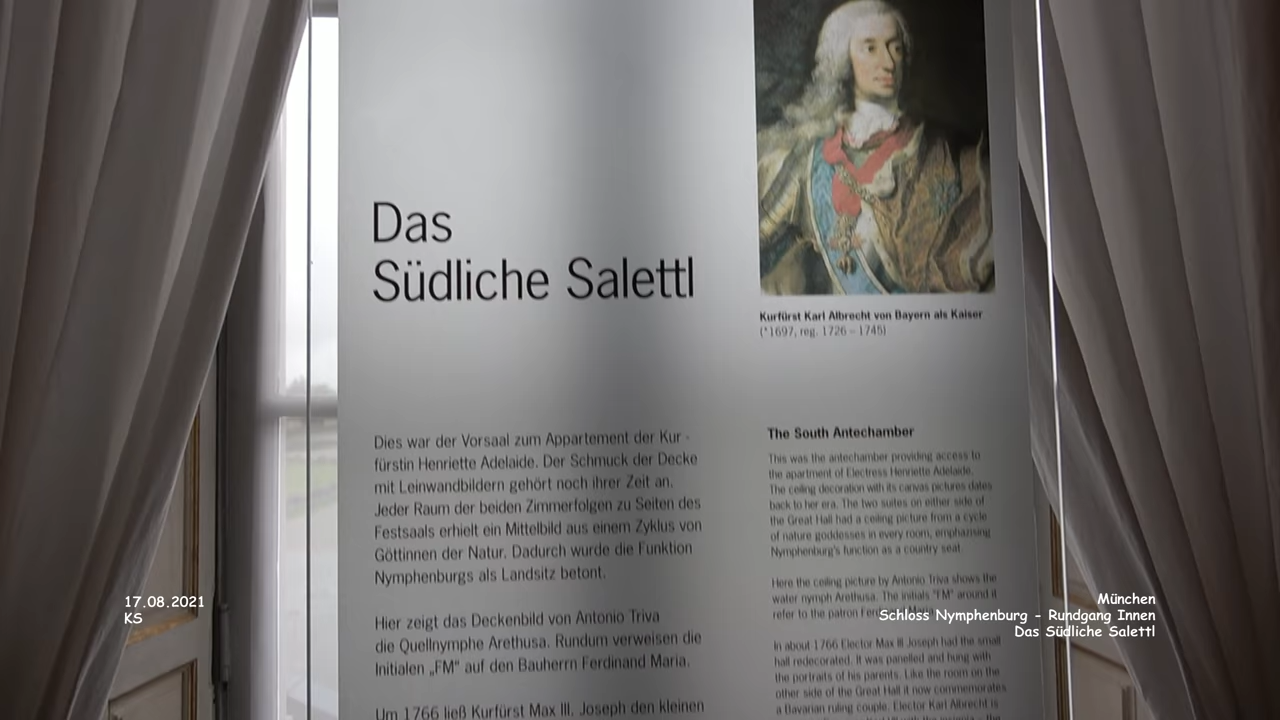 Das
Südliche Salettl
Kurfürst Karl Albrecht von Bayern als Kaiser
(*1697, reg. 1726 – 1745)
Dies war der Vorsaal zum Appartement der Kur -
fürstin Henriette Adelaide. Der Schmuck der Decke
mit Leinwandbildern gehört noch ihrer Zeit an.
Jeder Raum der beiden Zimmerfolgen zu Seiten des
Festsaals erhielt ein Mittelbild aus einem Zyklus von
Göttinnen der Natur. Dadurch wurde die Funktion
Nymphenburgs als Landsitz betont.
Hier zeigt das Deckenbild von Antonio Triva
die Quellnymphe Arethusa. Rundum verweisen die
Initialen „FM“ auf den Bauherrn Ferdinand Maria.
Um 1766 ließ Kurfürst Max III. Joseph den kleinen
The South Antechamber
This was the antechamber providing access to
the apartment of Electress Henriette Adelaide.
The ceiling decoration with its canvas pictures dates
back to her era. The two suites on either side of
the Great Hall had a ceiling picture from a cycle
of nature goddesses in every room, emphasising
Nymphenburg's function as a country seat.
Here the ceiling picture by Antonio Triva shows the
water nymph Arethusa. The initials "FM" around it
refer to the patron
In about 1766 Elector Max III Joseph had the small
hall redecorated. It was panelled and hung with
the portraits of his parents. Like the room on the
other side of the Great Hall it now commemorates
a Bavarian ruling couple. Elector Karl Albrecht is
17.08.2021
KS
München
Schloss Nymphenburg - Rundgang Innen
Das Südliche Salettl